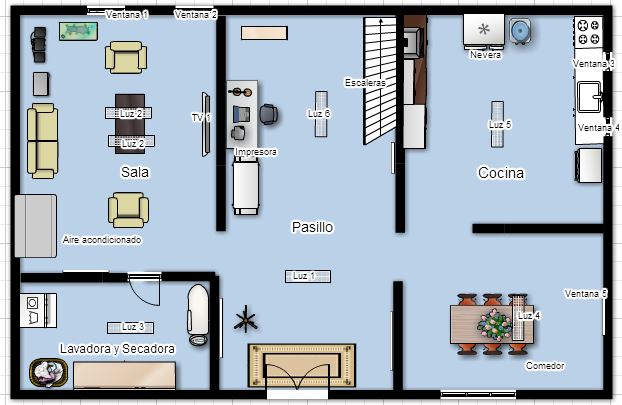 Ventana 1
Ventana 2
Luz 2
Luz 2
TV 1
Sala
Aire acondicionado
Escaleras
Luz 6
Impresora
Pasillo
Luz 1
Nevera
Ventana 3
Luz 5
Ventana 4
Cocina
Ventana 5
Luz 4
Comedor
Luz 3
Lavadora y Secadora